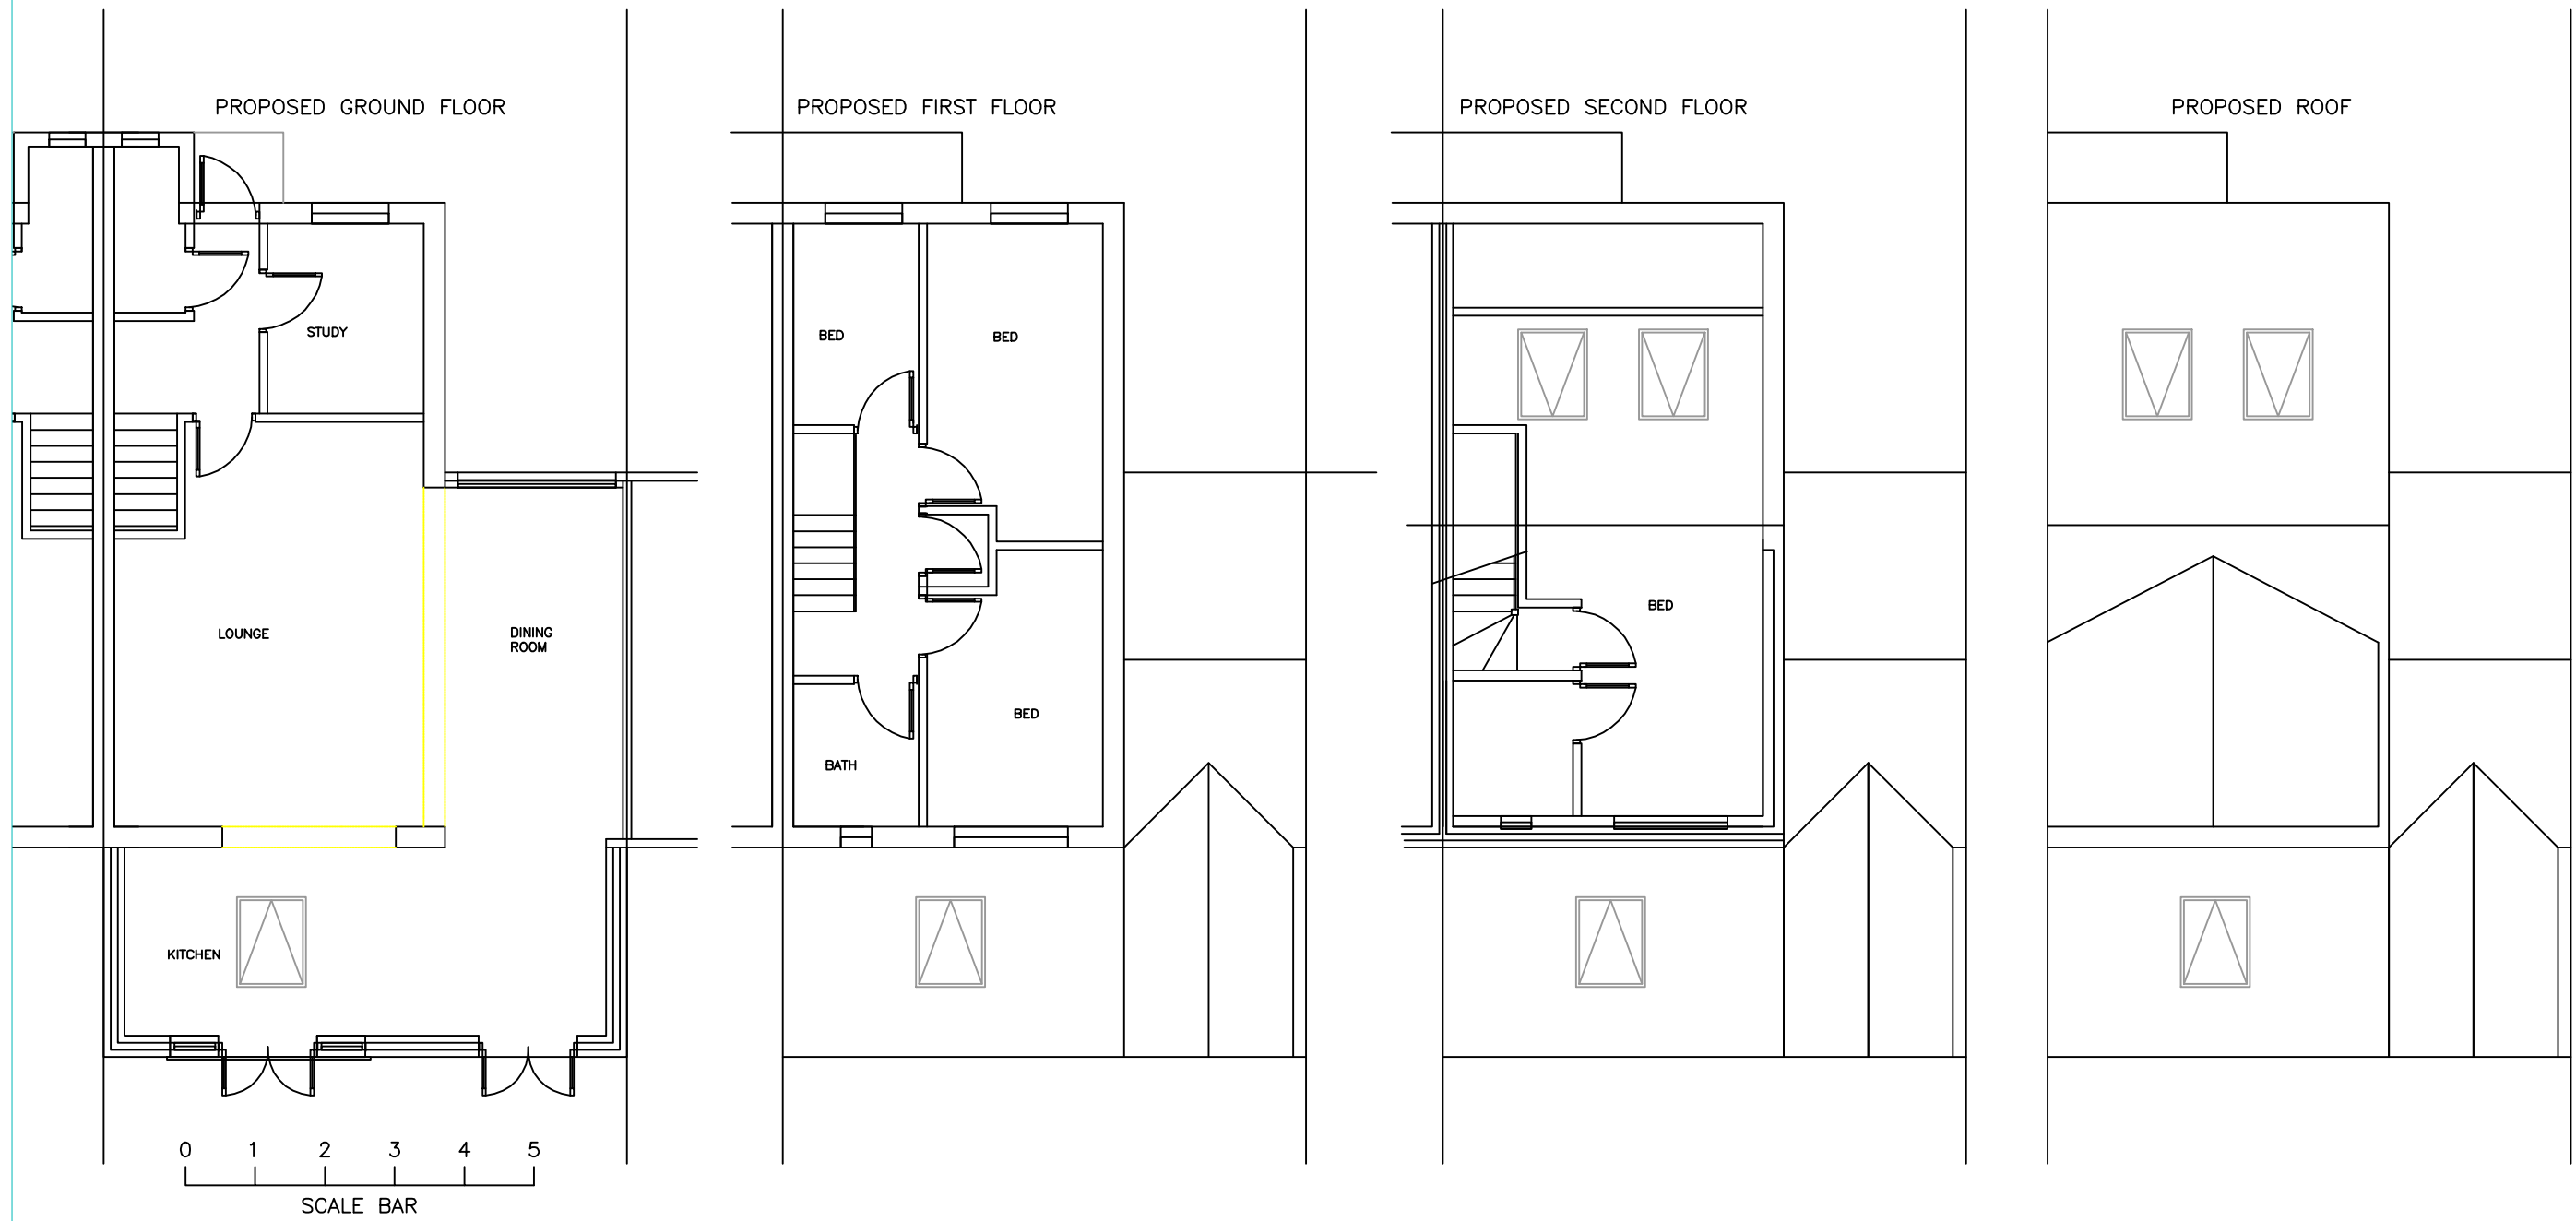 PROPOSED GROUND FLOOR
STUDY
LOUNGE
DINING
ROOM
KITCHEN
0 1 2 3 4 5
SCALE BAR
PROPOSED FIRST FLOOR
BED
BED
BED
BATH
PROPOSED SECOND FLOOR
BED
PROPOSED ROOF